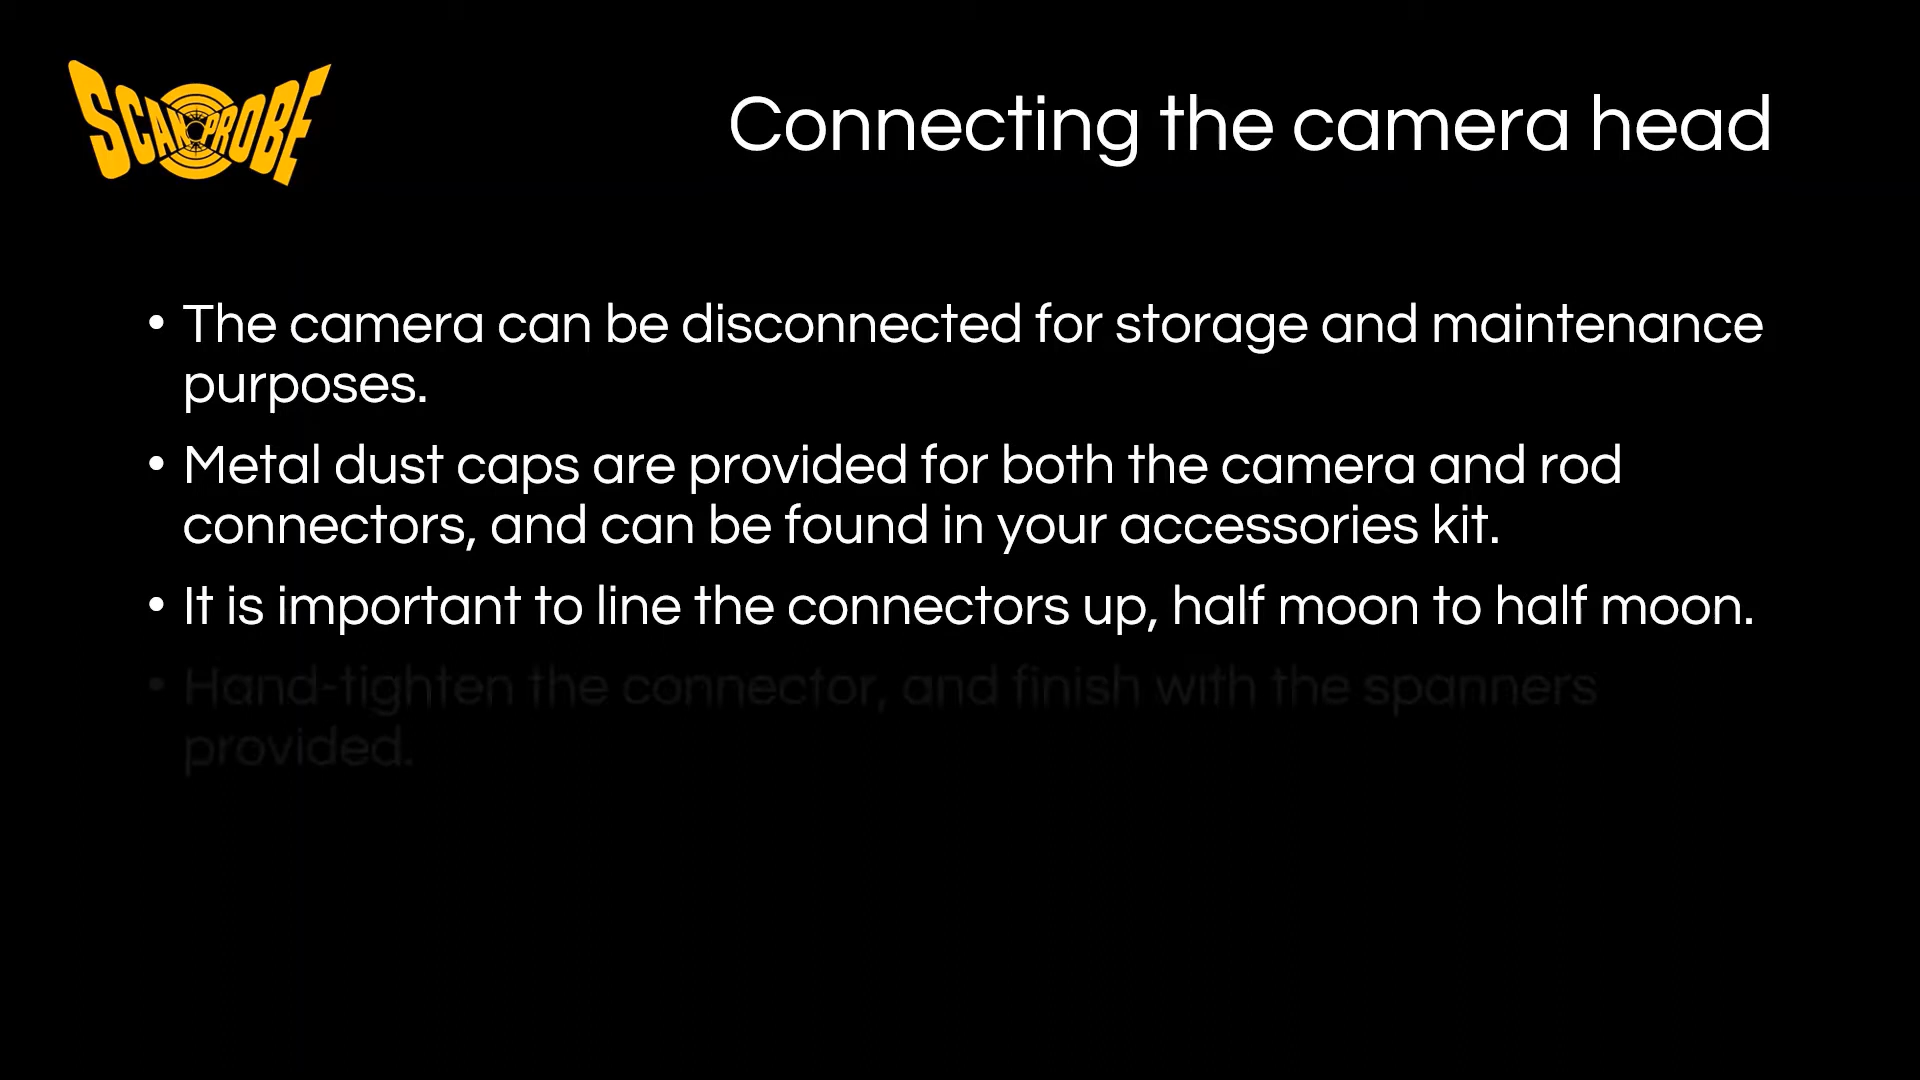 SCANPROBE
Connecting the camera head
• The camera can be disconnected for storage and maintenance
purposes.
• Metal dust caps are provided for both the camera and rod
connectors, and can be found in your accessories kit.
• It is important to line the connectors up, half moon to half moon.
• Hand-tighten the connector, and finish with the spanners
provided.